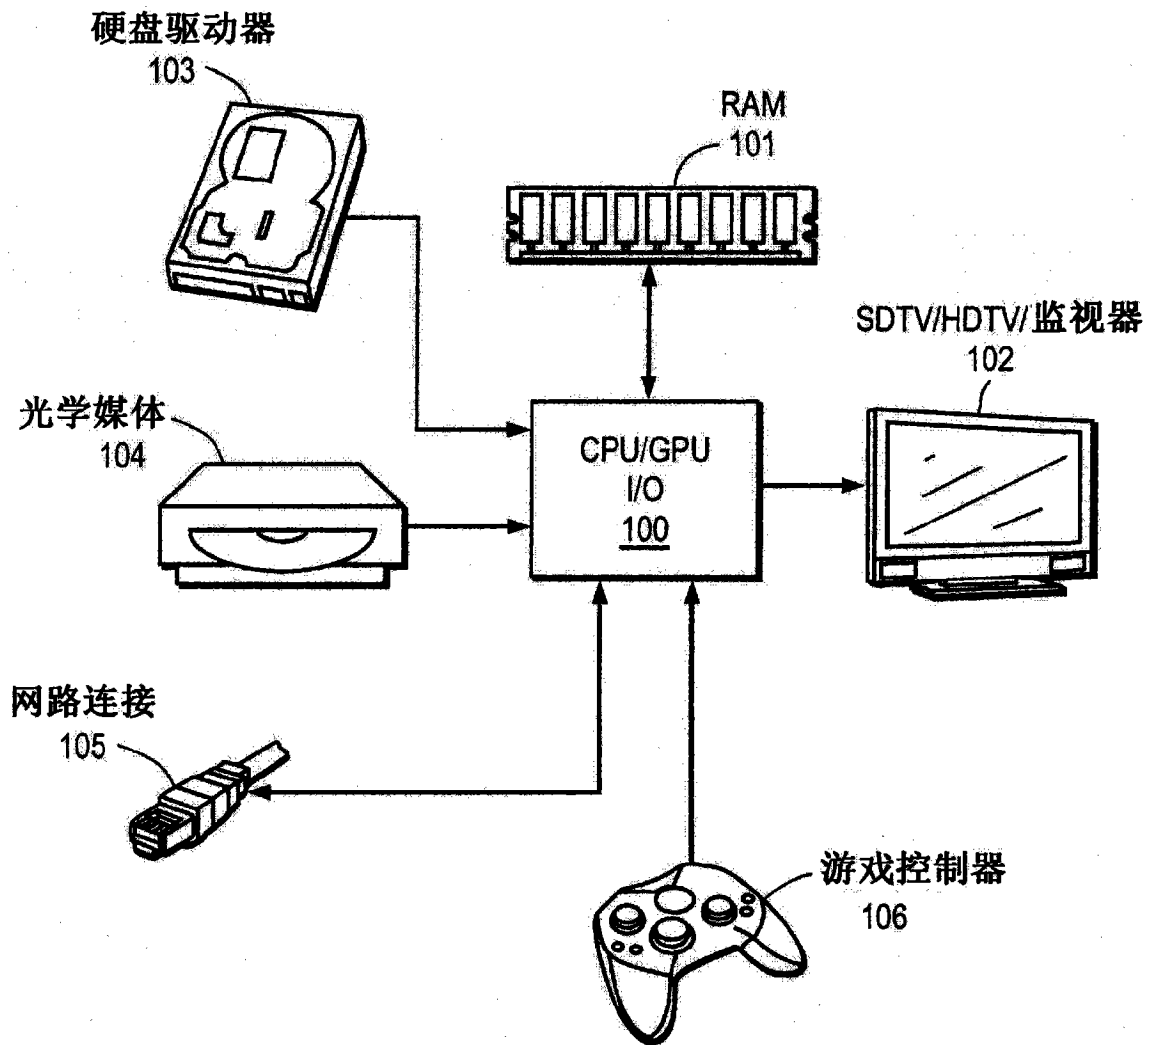 硬盘驱动器
103
RAM
101
SDTV/HDTV/监视器
102
光学媒体
104
CPU/GPU
I/O
100
网路连接
105
游戏控制器
106